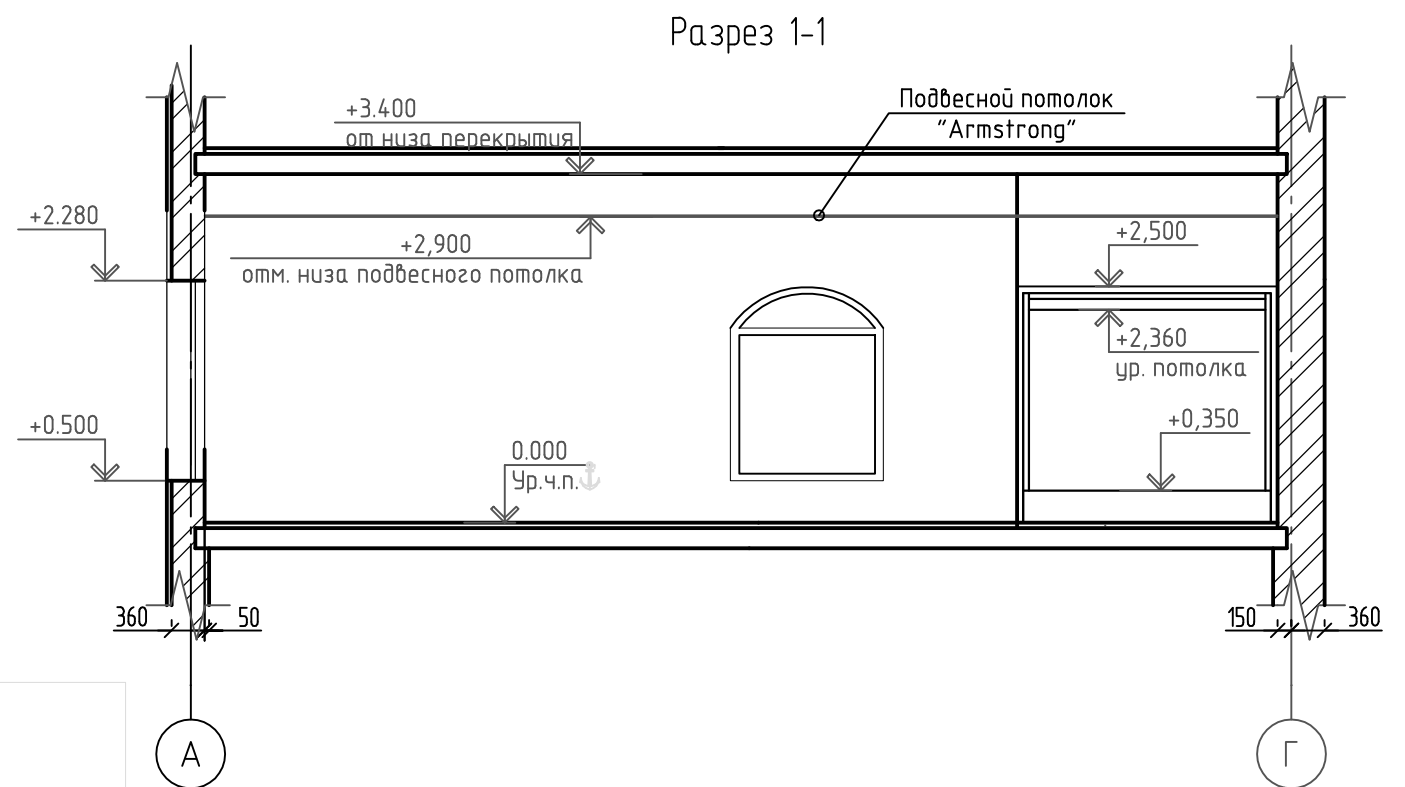 Разрез 1-1
+3.400
от низа перекрытия
Подвесной потолок
"Armstrong"
+2.280
+2,900
отм. низа подвесного потолка
+2,500
+2,360
ур. потолка
+0.500
+0,350
0.000
Ур.ч.п.
360
50
150
360
А
Г